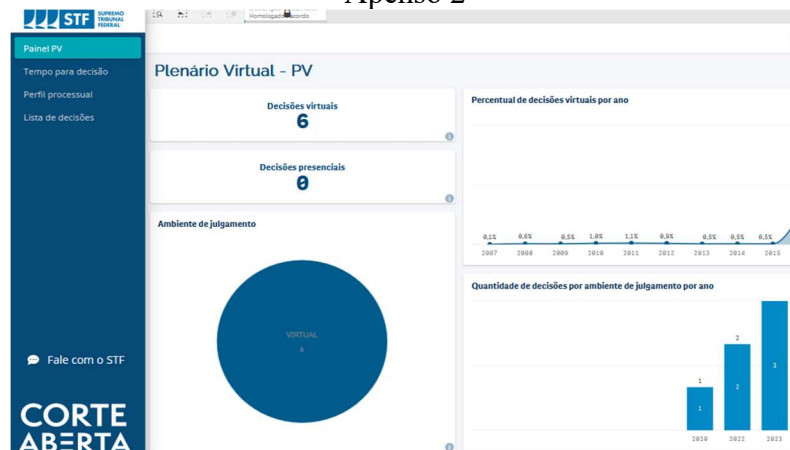 Apenso 2
STF SUPREMO
TRIBUNAL
FEDERAL
Homologado acordo
Painel PV
Tempo para decisão
Perfil processual
Lista de decisões
Fale com o STF
CORTE
ABERTA
Plenário Virtual - PV
Decisões virtuais
6
Decisões presenciais
0
Ambiente de julgamento
VIRTUAL
6
Percentual de decisões virtuais por ano
0,1% 0,6% 0,5% 1,0% 1,1% 0,9% 0,5% 0,5% 0,5%
2007 2008 2009 2010 2011 2012 2013 2014 2015
Quantidade de decisões por ambiente de julgamento por ano
2
1
3
2
1
2020 2022 2023